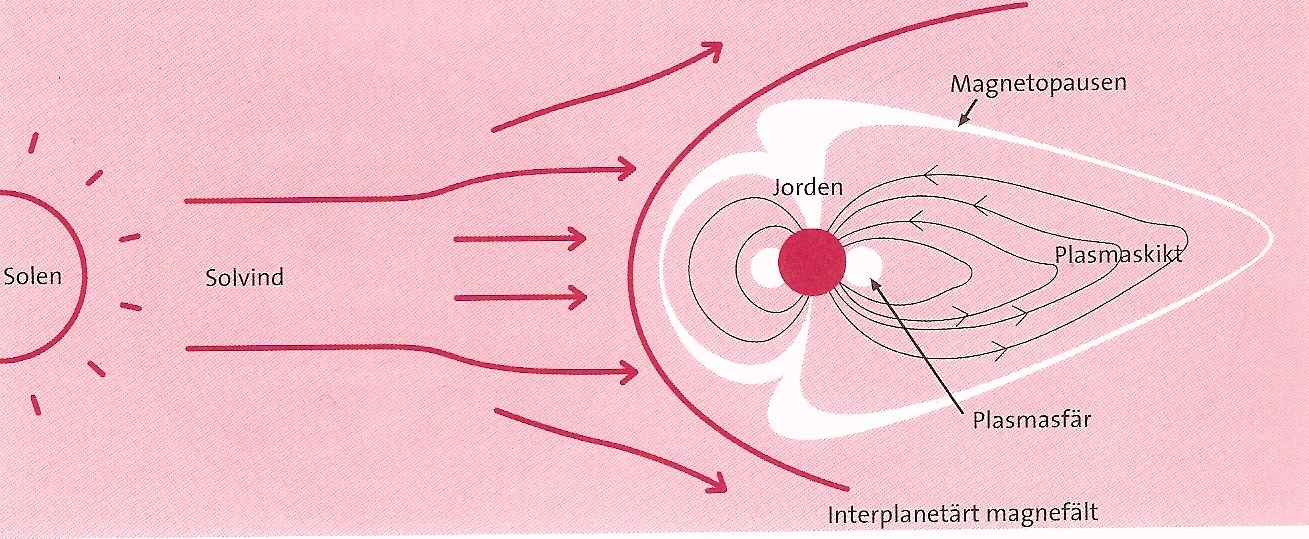 Magnetopausen
Jorden
Solen
Solvind
Plasmaskikt
Plasmasfär
Interplanetärt magnefält